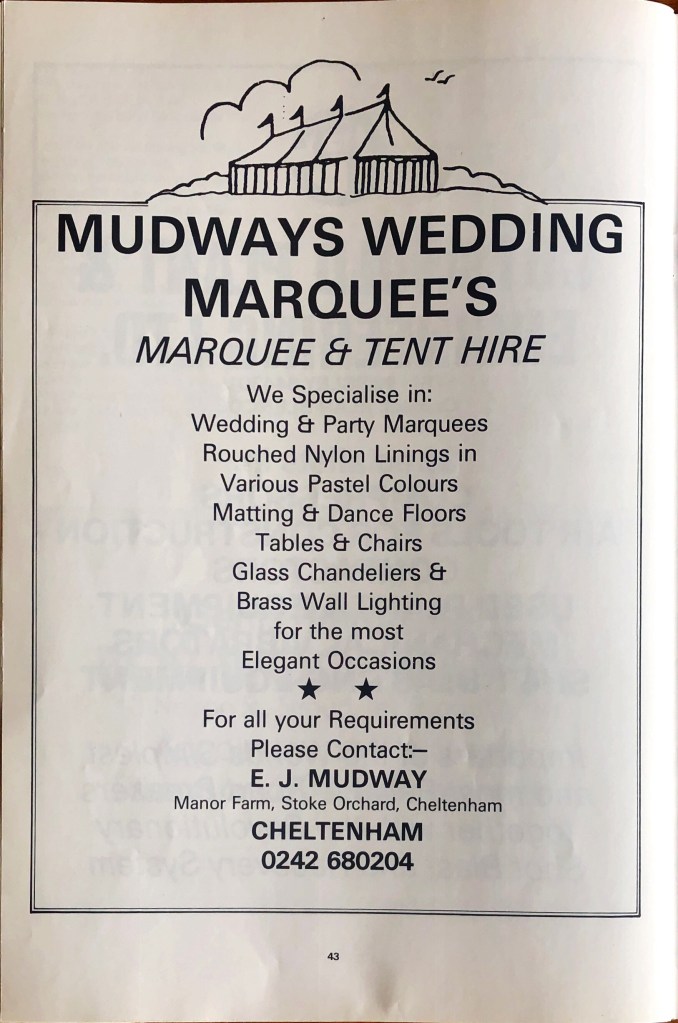 MUDWAYS WEDDING
MARQUEE'S
MARQUEE & TENT HIRE
We Specialise in:
Wedding & Party Marquees
Rouched Nylon Linings in
Various Pastel Colours
Matting & Dance Floors
Tables & Chairs
Glass Chandeliers &
Brass Wall Lighting
for the most
Elegant Occasions
★ ★
For all your Requirements
Please Contact:–
E. J. MUDWAY
Manor Farm, Stoke Orchard, Cheltenham
CHELTENHAM
0242 680204
43